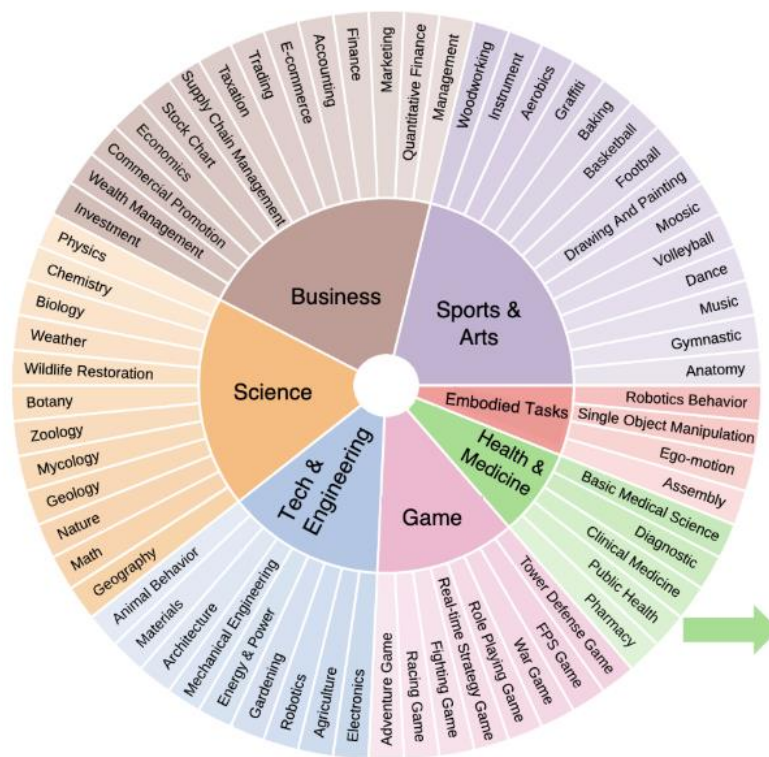 Business
Sports &
Arts
Embodied Tasks
Health &
Medicine
Game
Tech &
Engineering
Science
Investment
Wealth Management
Commercial Promotion
Economics
Stock Chart
Supply Chain Management
Taxation
Trading
E-commerce
Accounting
Finance
Marketing
Quantitative Finance
Management
Woodworking
Instrument
Aerobics
Graffiti
Baking
Basketball
Football
Drawing And Painting
Moosic
Volleyball
Dance
Music
Gymnastic
Anatomy
Robotics Behavior
Single Object Manipulation
Ego-motion
Assembly
Basic Medical Science
Diagnostic
Clinical Medicine
Public Health
Pharmacy
Tower Defense Game
FPS Game
War Game
Role Playing Game
Real-time Strategy Game
Fighting Game
Racing Game
Adventure Game
Electronics
Agriculture
Robotics
Gardening
Energy & Power
Mechanical Engineering
Architecture
Materials
Animal Behavior
Geography
Math
Nature
Geology
Mycology
Zoology
Botany
Wildlife Restoration
Weather
Biology
Chemistry
Physics